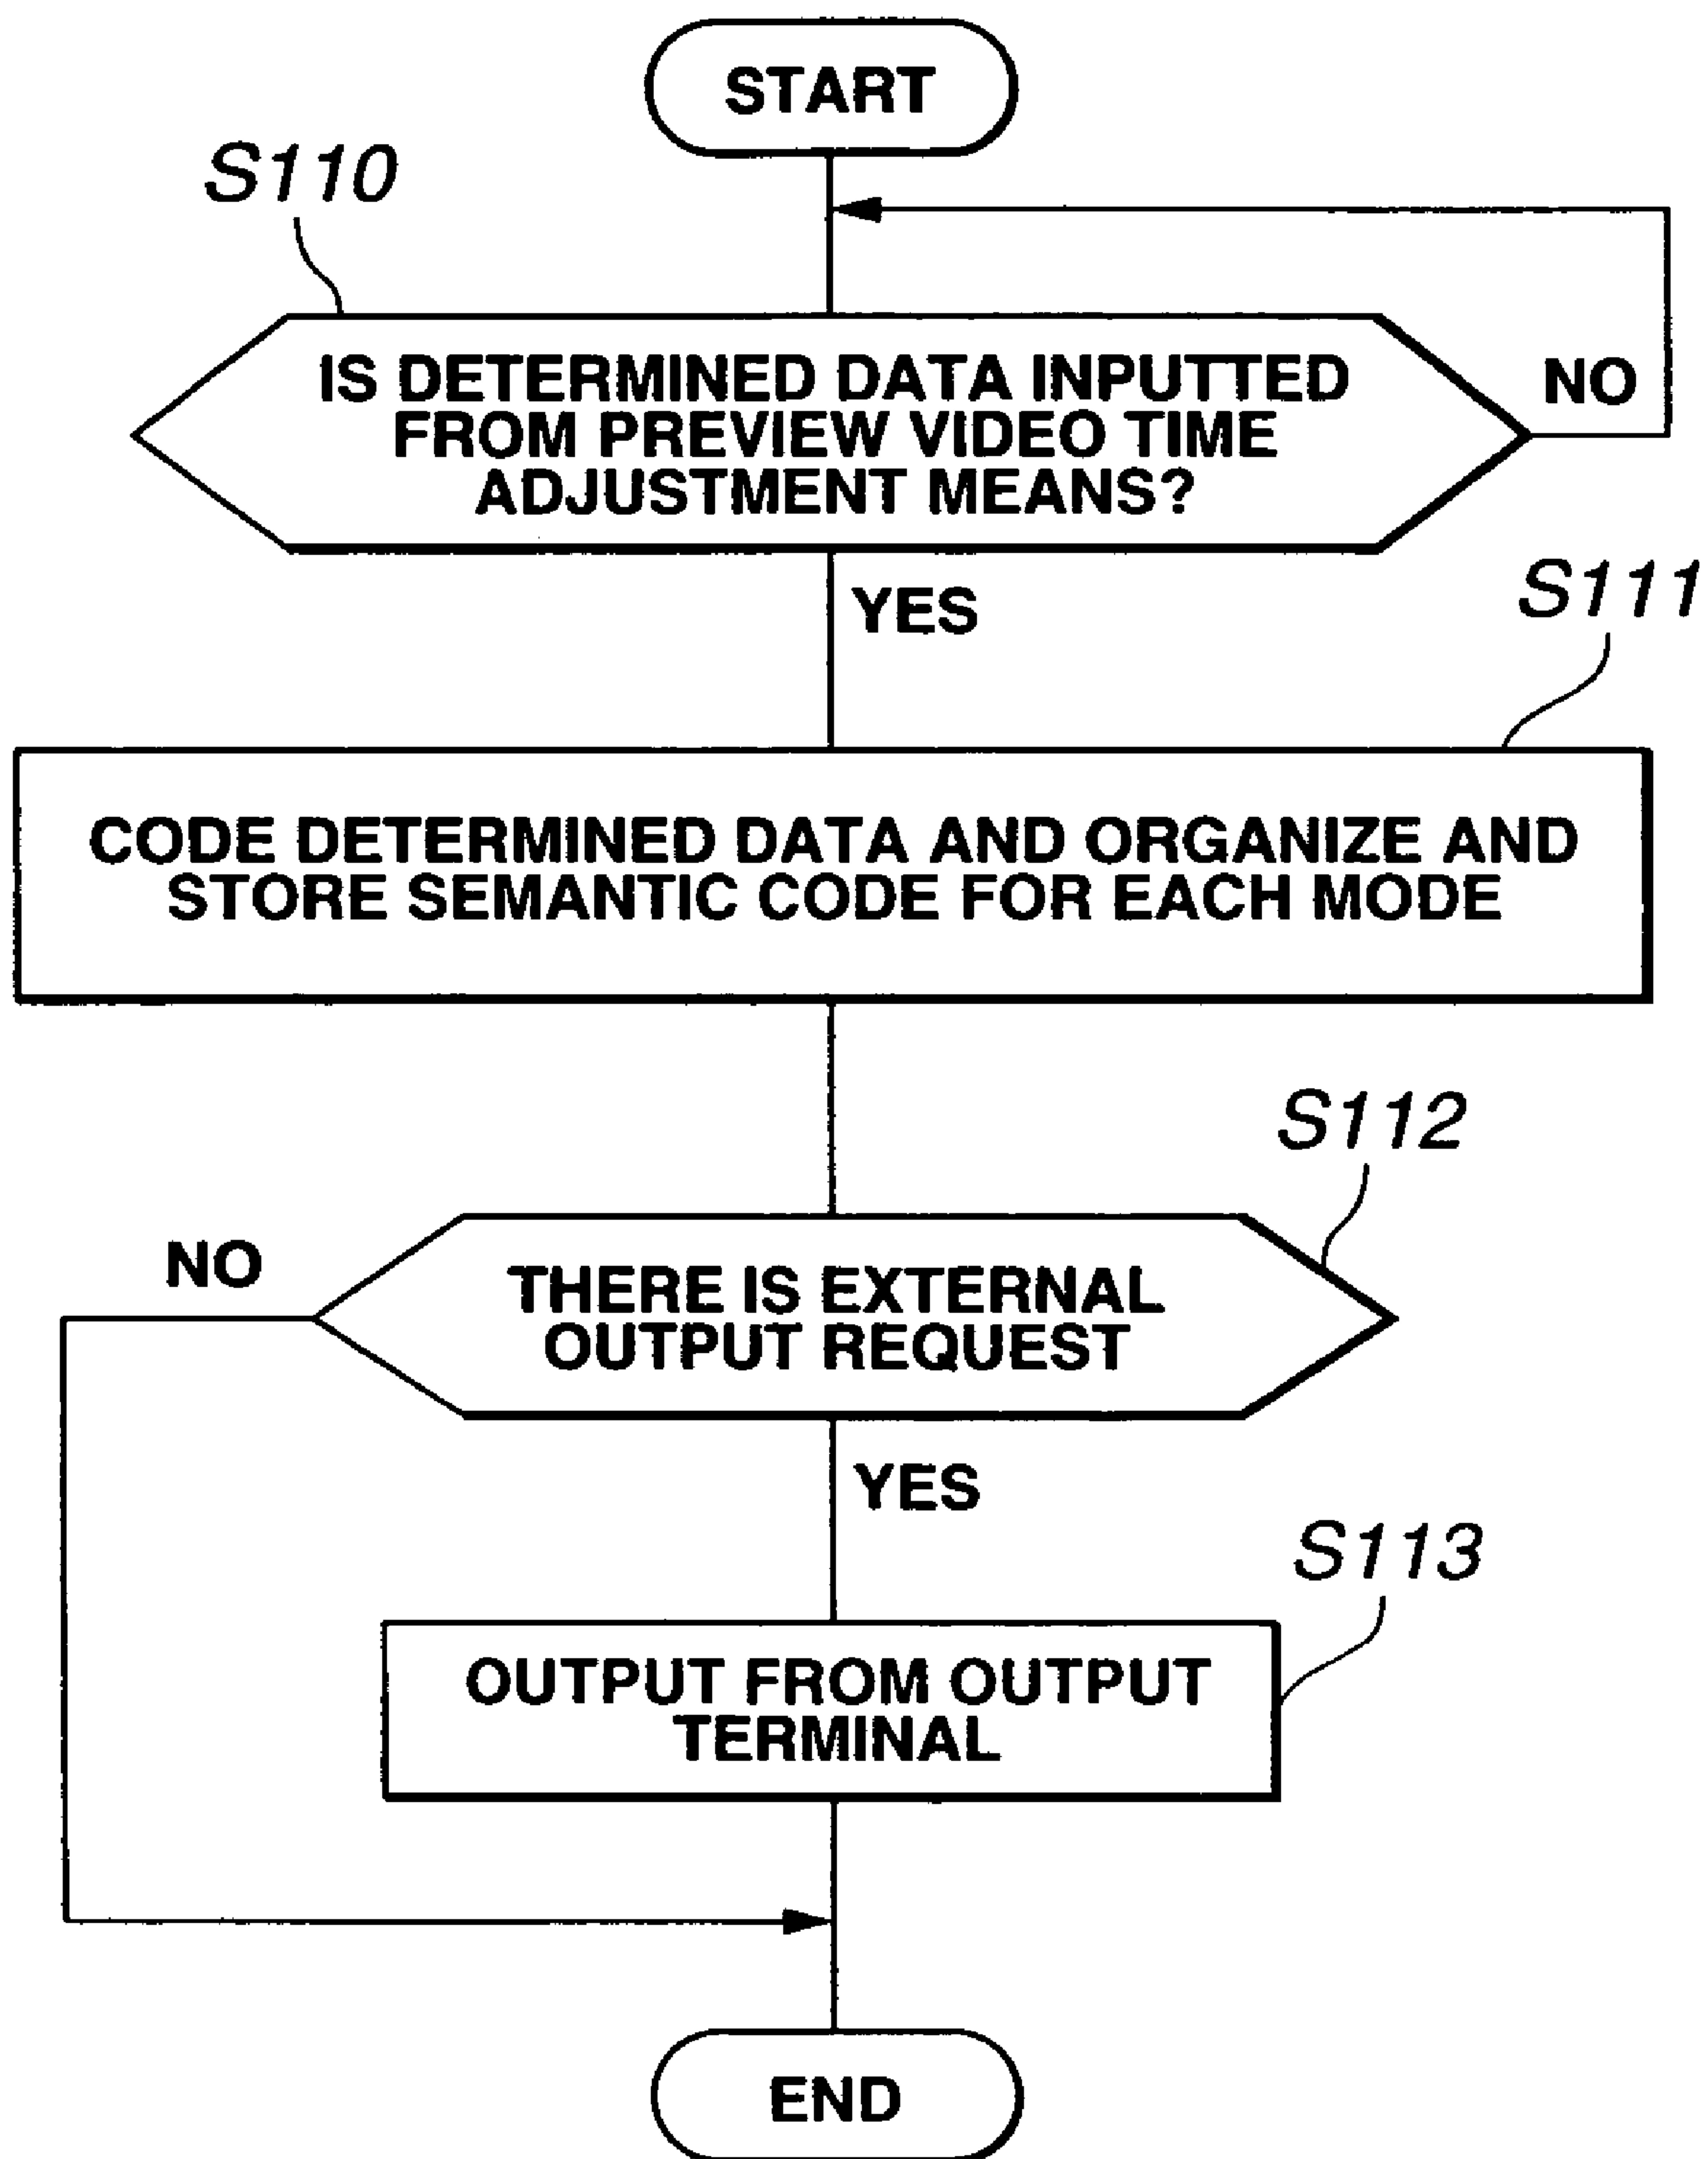 START
S110
IS DETERMINED DATA INPUTTED
FROM PREVIEW VIDEO TIME
ADJUSTMENT MEANS?
NO
YES
S111
CODE DETERMINED DATA AND ORGANIZE AND
STORE SEMANTIC CODE FOR EACH MODE
S112
NO
THERE IS EXTERNAL
OUTPUT REQUEST
YES
S113
OUTPUT FROM OUTPUT
TERMINAL
END